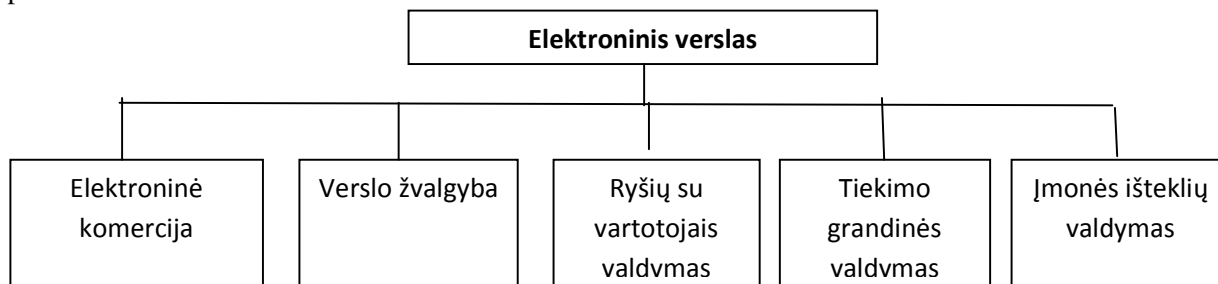 Elektroninis verslas
Elektroninė
komercija
Verslo žvalgyba
Ryšių su
vartotojais
valdymas
Tiekimo
grandinės
valdymas
Įmonės išteklių
valdymas